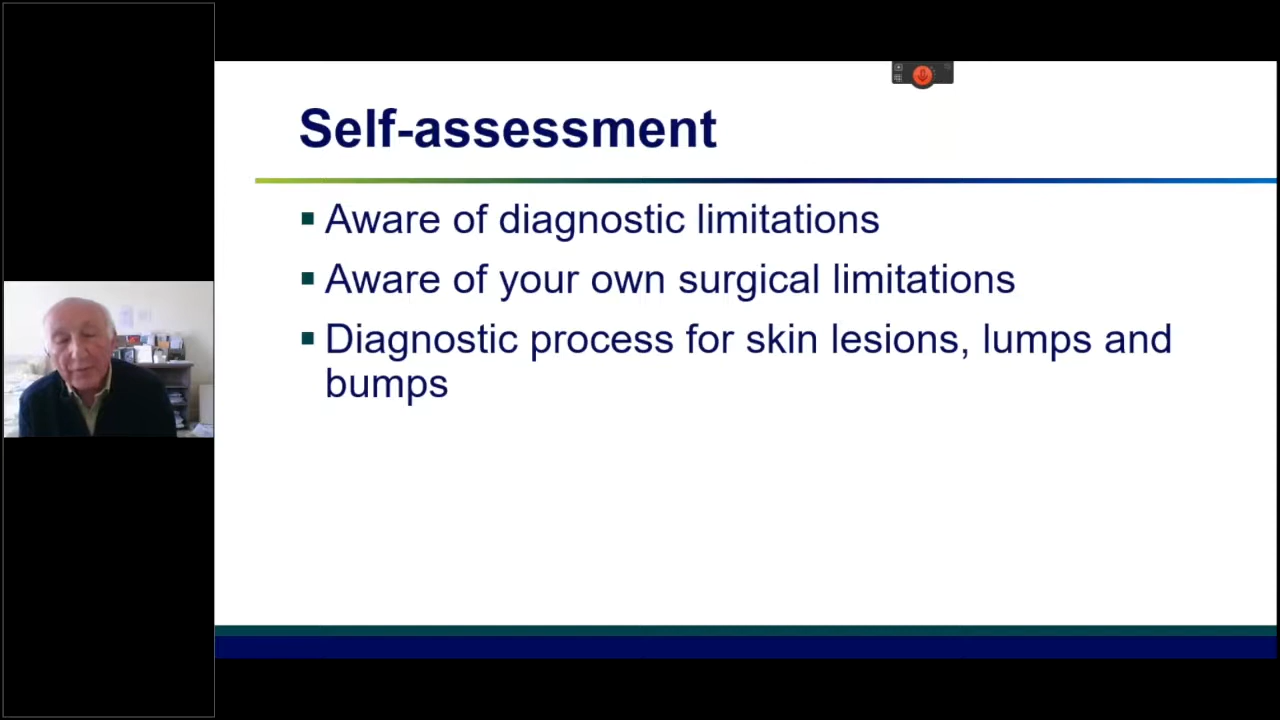 Self-assessment
Aware of diagnostic limitations
Aware of your own surgical limitations
Diagnostic process for skin lesions, lumps and
bumps